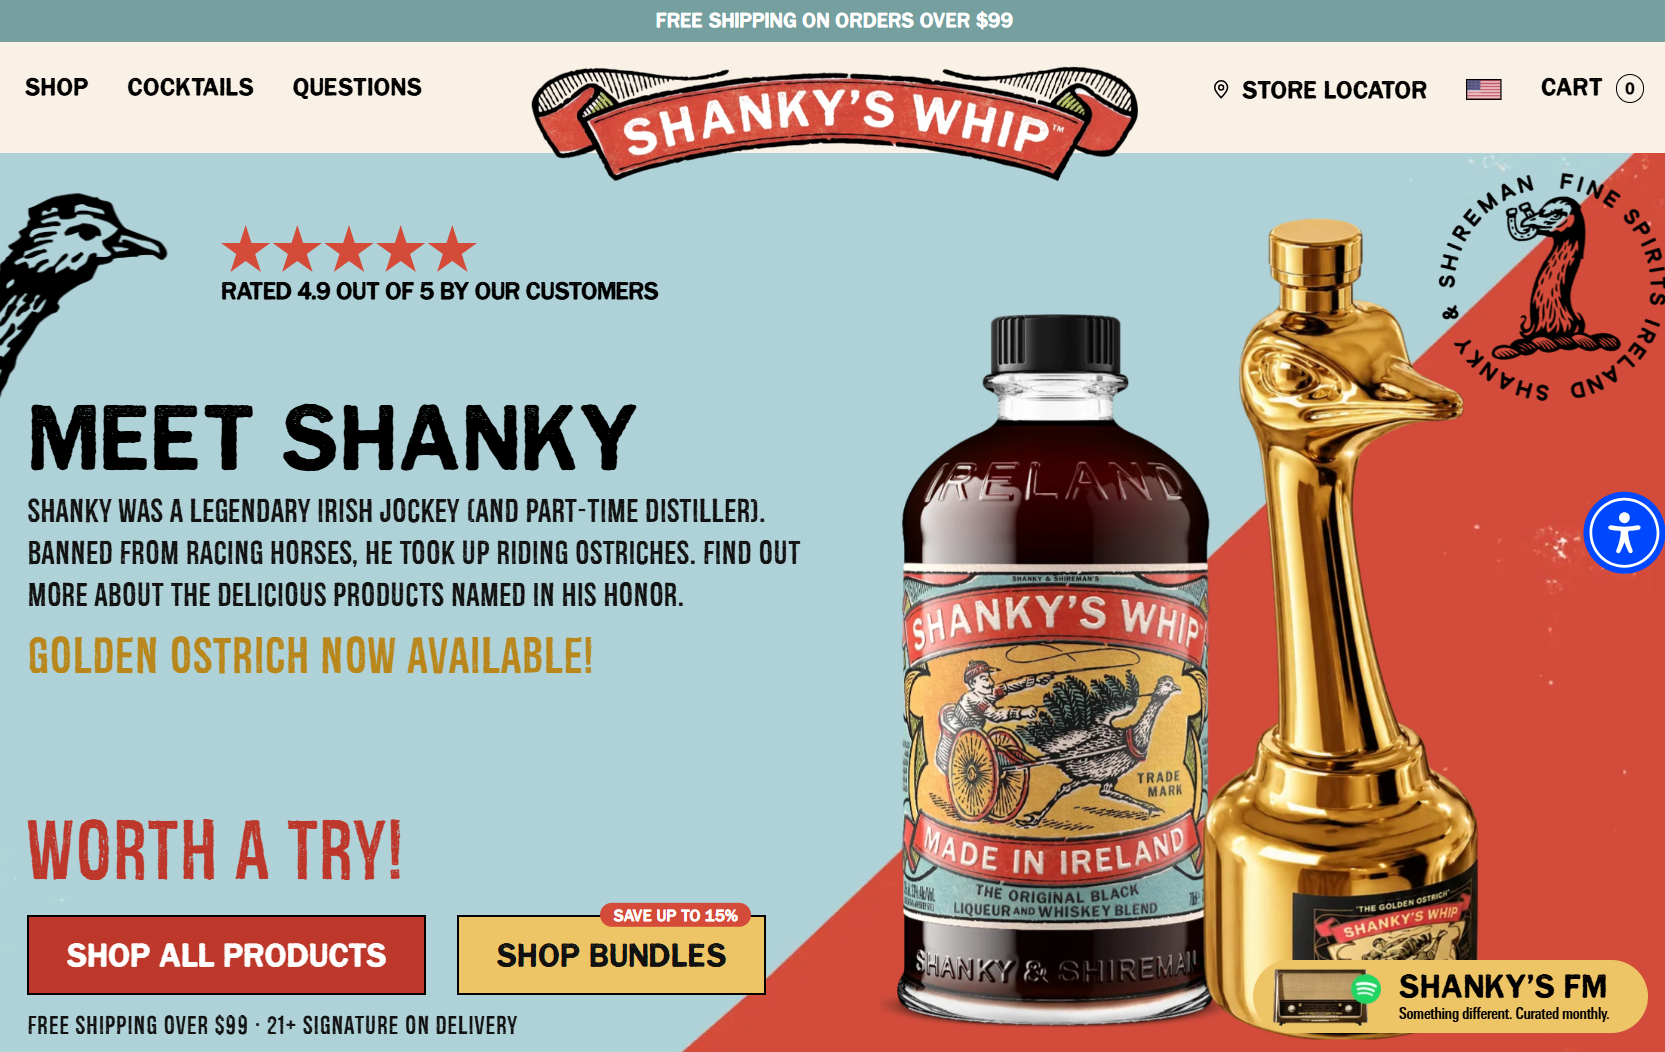 FREE SHIPPING ON ORDERS OVER $99
SHOP
COCKTAILS
QUESTIONS
SHANKY'S WHIP™
STORE LOCATOR
CART
0
SHANKY & SHIREMAN FINE SPIRITS IRELAND
RATED 4.9 OUT OF 5 BY OUR CUSTOMERS
MEET SHANKY
SHANKY WAS A LEGENDARY IRISH JOCKEY (AND PART-TIME DISTILLER).
BANNED FROM RACING HORSES, HE TOOK UP RIDING OSTRICHES. FIND OUT
MORE ABOUT THE DELICIOUS PRODUCTS NAMED IN HIS HONOR.
GOLDEN OSTRICH NOW AVAILABLE!
WORTH A TRY!
SHOP ALL PRODUCTS
SAVE UP TO 15%
SHOP BUNDLES
FREE SHIPPING OVER $99 · 21+ SIGNATURE ON DELIVERY
IRELAND
SHANKY & SHIREMAN'S
SHANKY'S WHIP
TRADE
MARK
MADE IN IRELAND
THE ORIGINAL BLACK
LIQUEUR AND WHISKEY BLEND
SHANKY & SHIREMAN
"THE GOLDEN OSTRICH"
SHANKY'S WHIP
SHANKY'S FM
Something different. Curated monthly.